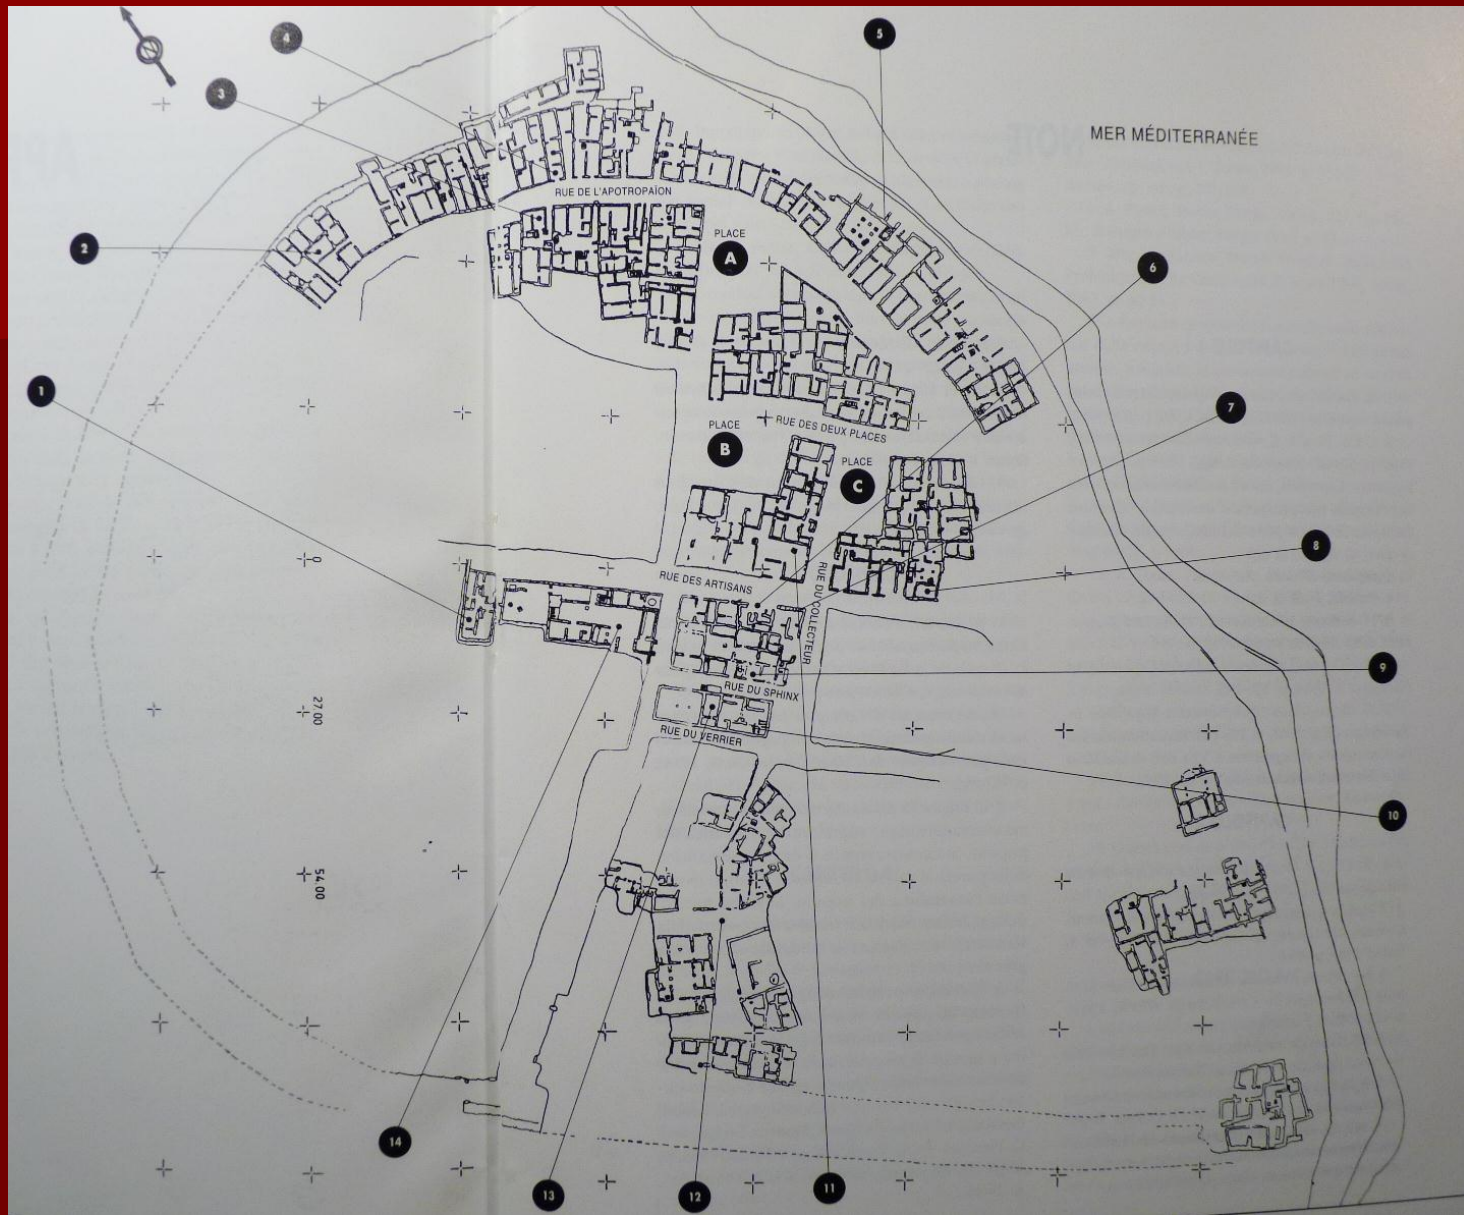 4
5
3
NOTE
MER MÉDITERRANÉE
RUE DE L'APOTROPAÏON
PLACE
A
2
6
1
7
PLACE
B
RUE DES DEUX PLACES
PLACE
C
8
0
RUE DES ARTISANS
RUE DU COLLECTEUR
9
RUE DU SPHINX
27.00
RUE DU VERRIER
10
54.00
14
13
12
11